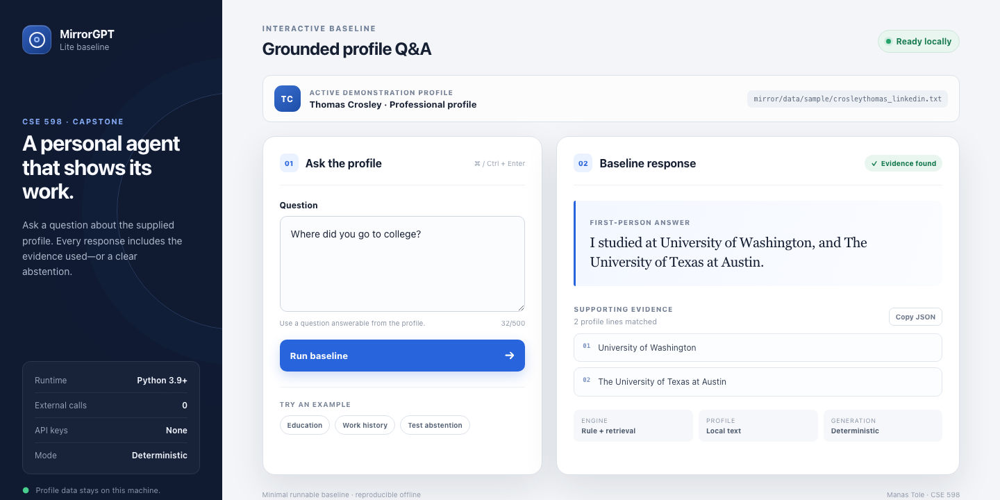 MirrorGPT
Lite baseline
CSE 598 · CAPSTONE
A personal agent
that shows its
work.
Ask a question about the supplied
profile. Every response includes the
evidence used—or a clear
abstention.
Runtime Python 3.9+
External calls 0
API keys None
Mode Deterministic
Profile data stays on this machine.
INTERACTIVE BASELINE
Grounded profile Q&A
Ready locally
TC
ACTIVE DEMONSTRATION PROFILE
Thomas Crosley · Professional profile
mirror/data/sample/crosleythomas_linkedin.txt
01 Ask the profile ⌘ / Ctrl + Enter
Question
Where did you go to college?
Use a question answerable from the profile. 32/500
Run baseline →
TRY AN EXAMPLE
Education Work history Test abstention
02 Baseline response ✓ Evidence found
FIRST-PERSON ANSWER
I studied at University of Washington, and The
University of Texas at Austin.
SUPPORTING EVIDENCE
2 profile lines matched
Copy JSON
01 University of Washington
02 The University of Texas at Austin
ENGINE
Rule + retrieval
PROFILE
Local text
GENERATION
Deterministic
Minimal runnable baseline · reproducible offline
Manas Tole · CSE 598